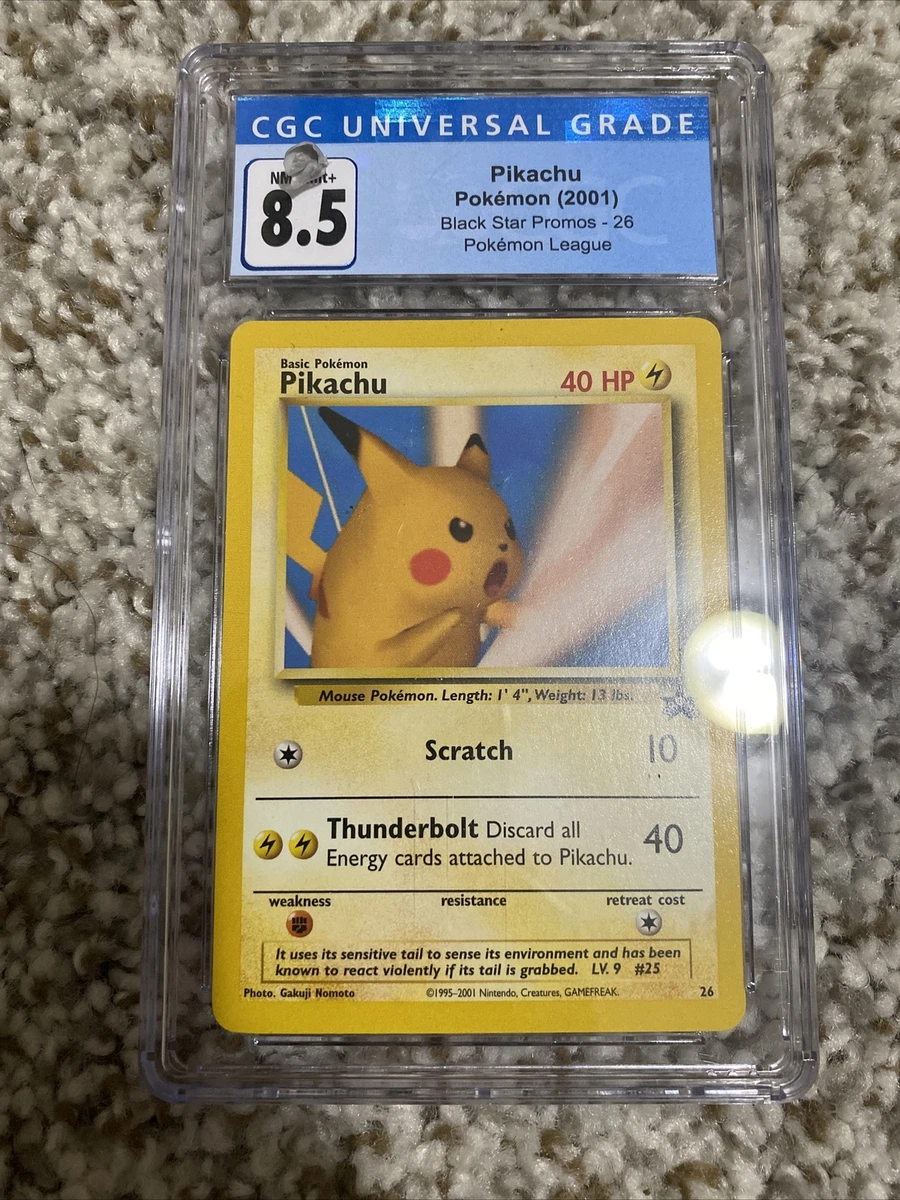 CGC UNIVERSAL GRADE
8.5
Pikachu
Pokémon (2001)
Black Star Promos - 26
Pokémon League
Basic Pokémon
Pikachu 40 HP
Mouse Pokémon. Length: 1' 4", Weight: 13 lbs.
Scratch 10
Thunderbolt Discard all
Energy cards attached to Pikachu. 40
weakness resistance retreat cost
It uses its sensitive tail to sense its environment and has been
known to react violently if its tail is grabbed. LV. 9 #25
Photo. Gakuji Nomoto ©1995–2001 Nintendo, Creatures, GAMEFREAK. 26